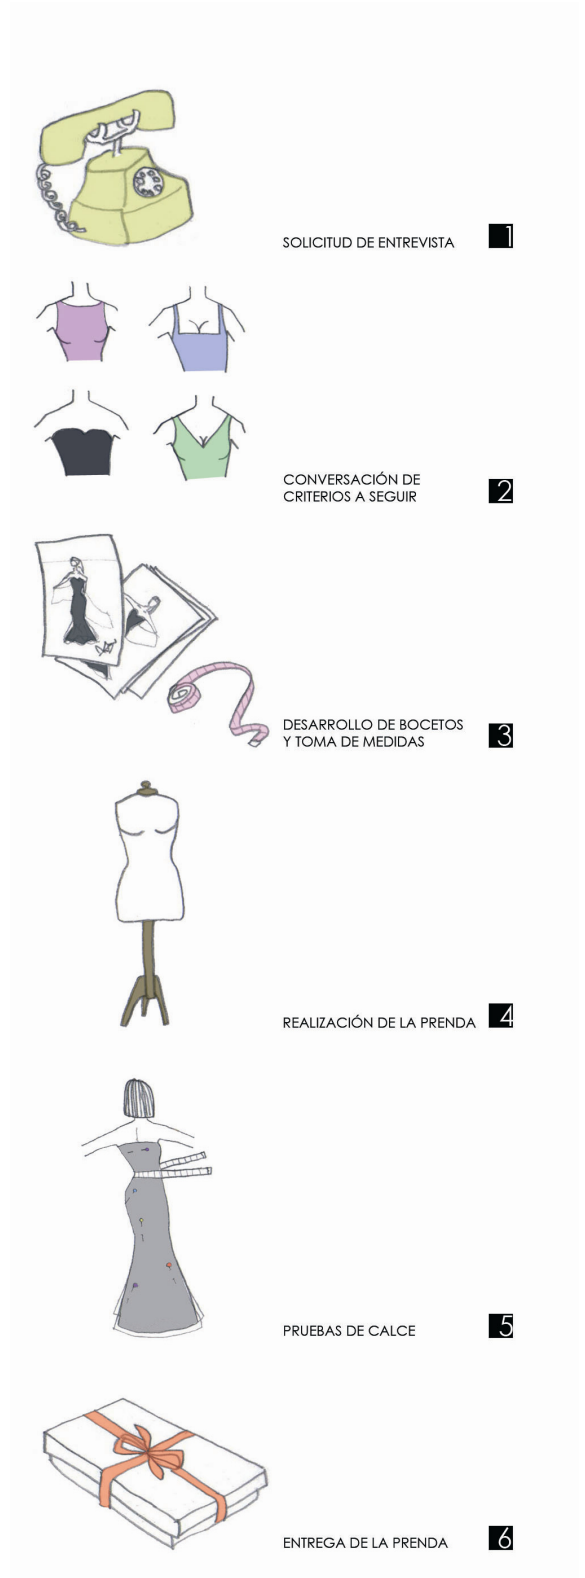 SOLICITUD DE ENTREVISTA 1
CONVERSACIÓN DE
CRITERIOS A SEGUIR 2
DESARROLLO DE BOCETOS
Y TOMA DE MEDIDAS 3
REALIZACIÓN DE LA PRENDA 4
PRUEBAS DE CALCE 5
ENTREGA DE LA PRENDA 6